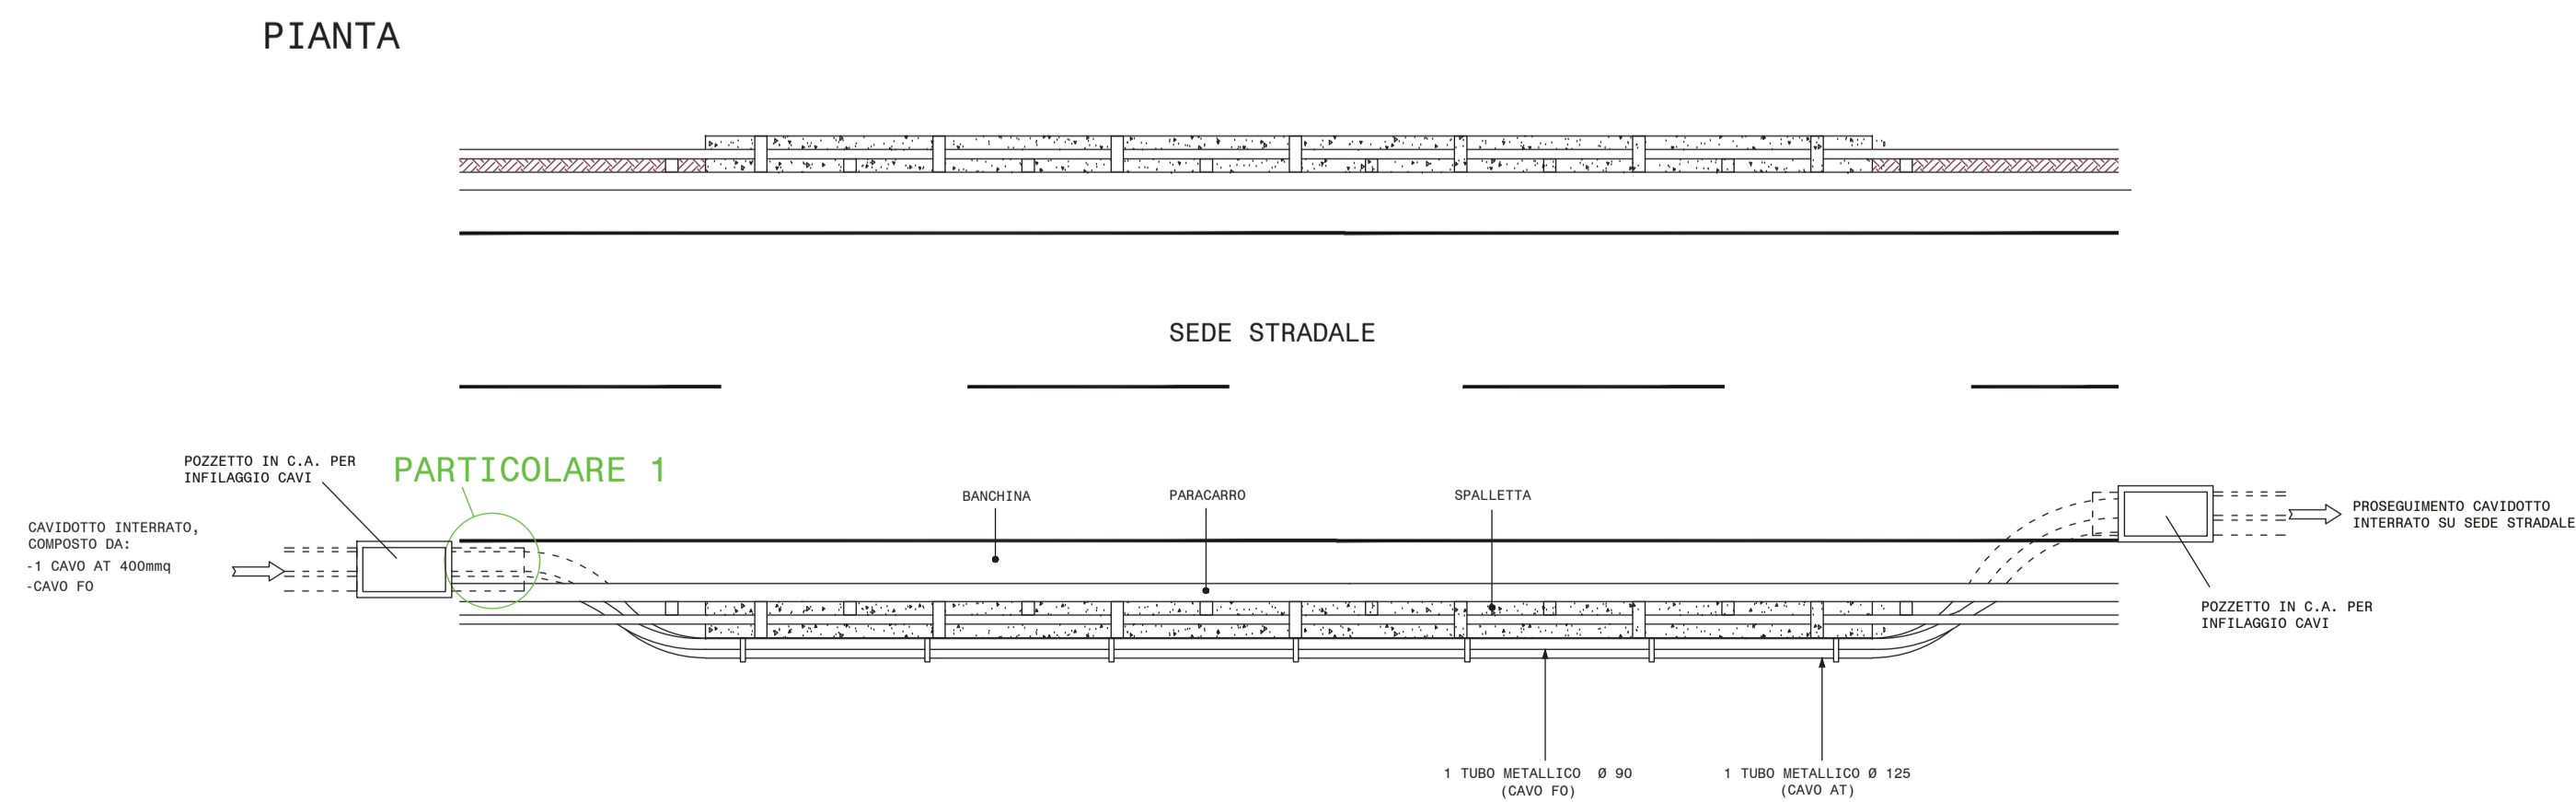 PIANTA
SEDE STRADALE
POZZETTO IN C.A. PER
INFILAGGIO CAVI
PARTICOLARE 1
BANCHINA
PARACARRO
SPALLETTA
CAVIDOTTO INTERRATO,
COMPOSTO DA:
-1 CAVO AT 400mmq
-CAVO FO
PROSEGUIMENTO CAVIDOTTO
INTERRATO SU SEDE STRADALE
POZZETTO IN C.A. PER
INFILAGGIO CAVI
1 TUBO METALLICO Ø 90
(CAVO FO)
1 TUBO METALLICO Ø 125
(CAVO AT)